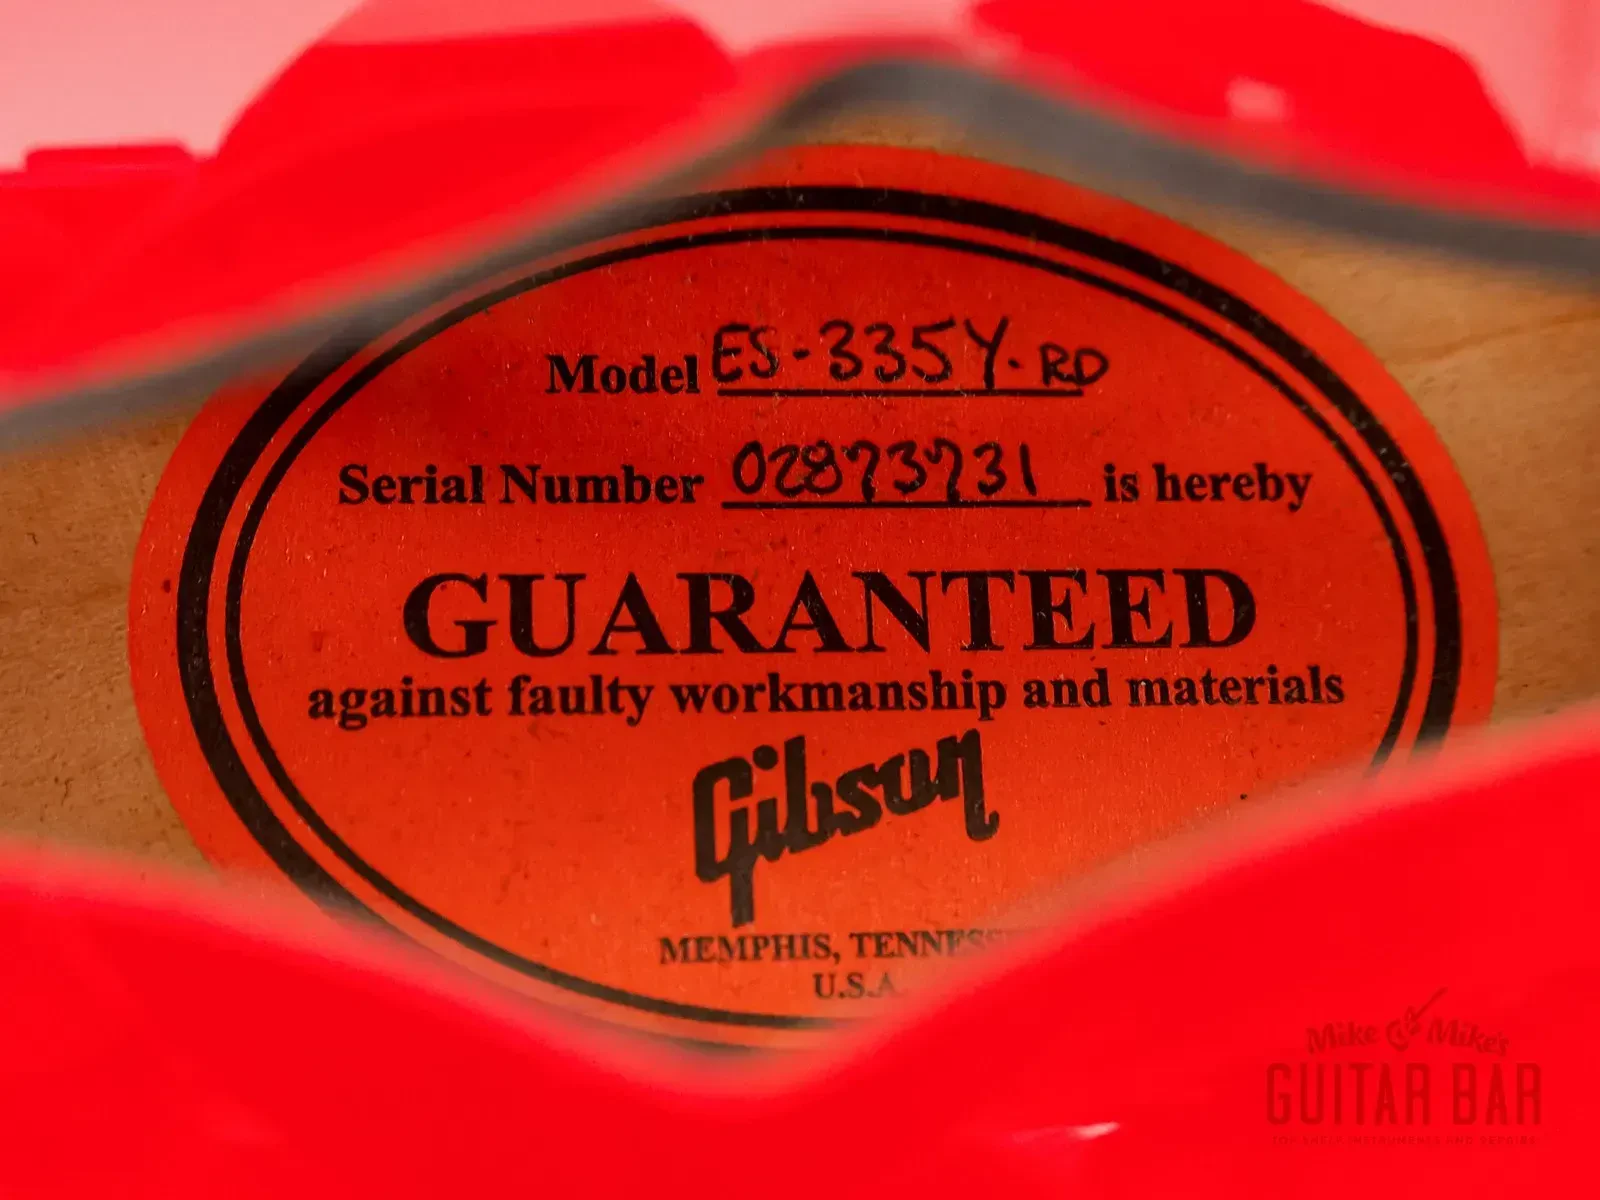 Model ES-335Y-RD
Serial Number 02873731 is hereby
GUARANTEED
against faulty workmanship and materials
Gibson
MEMPHIS, TENNESS
U.S.A.
Mike & Mike's
GUITAR BAR